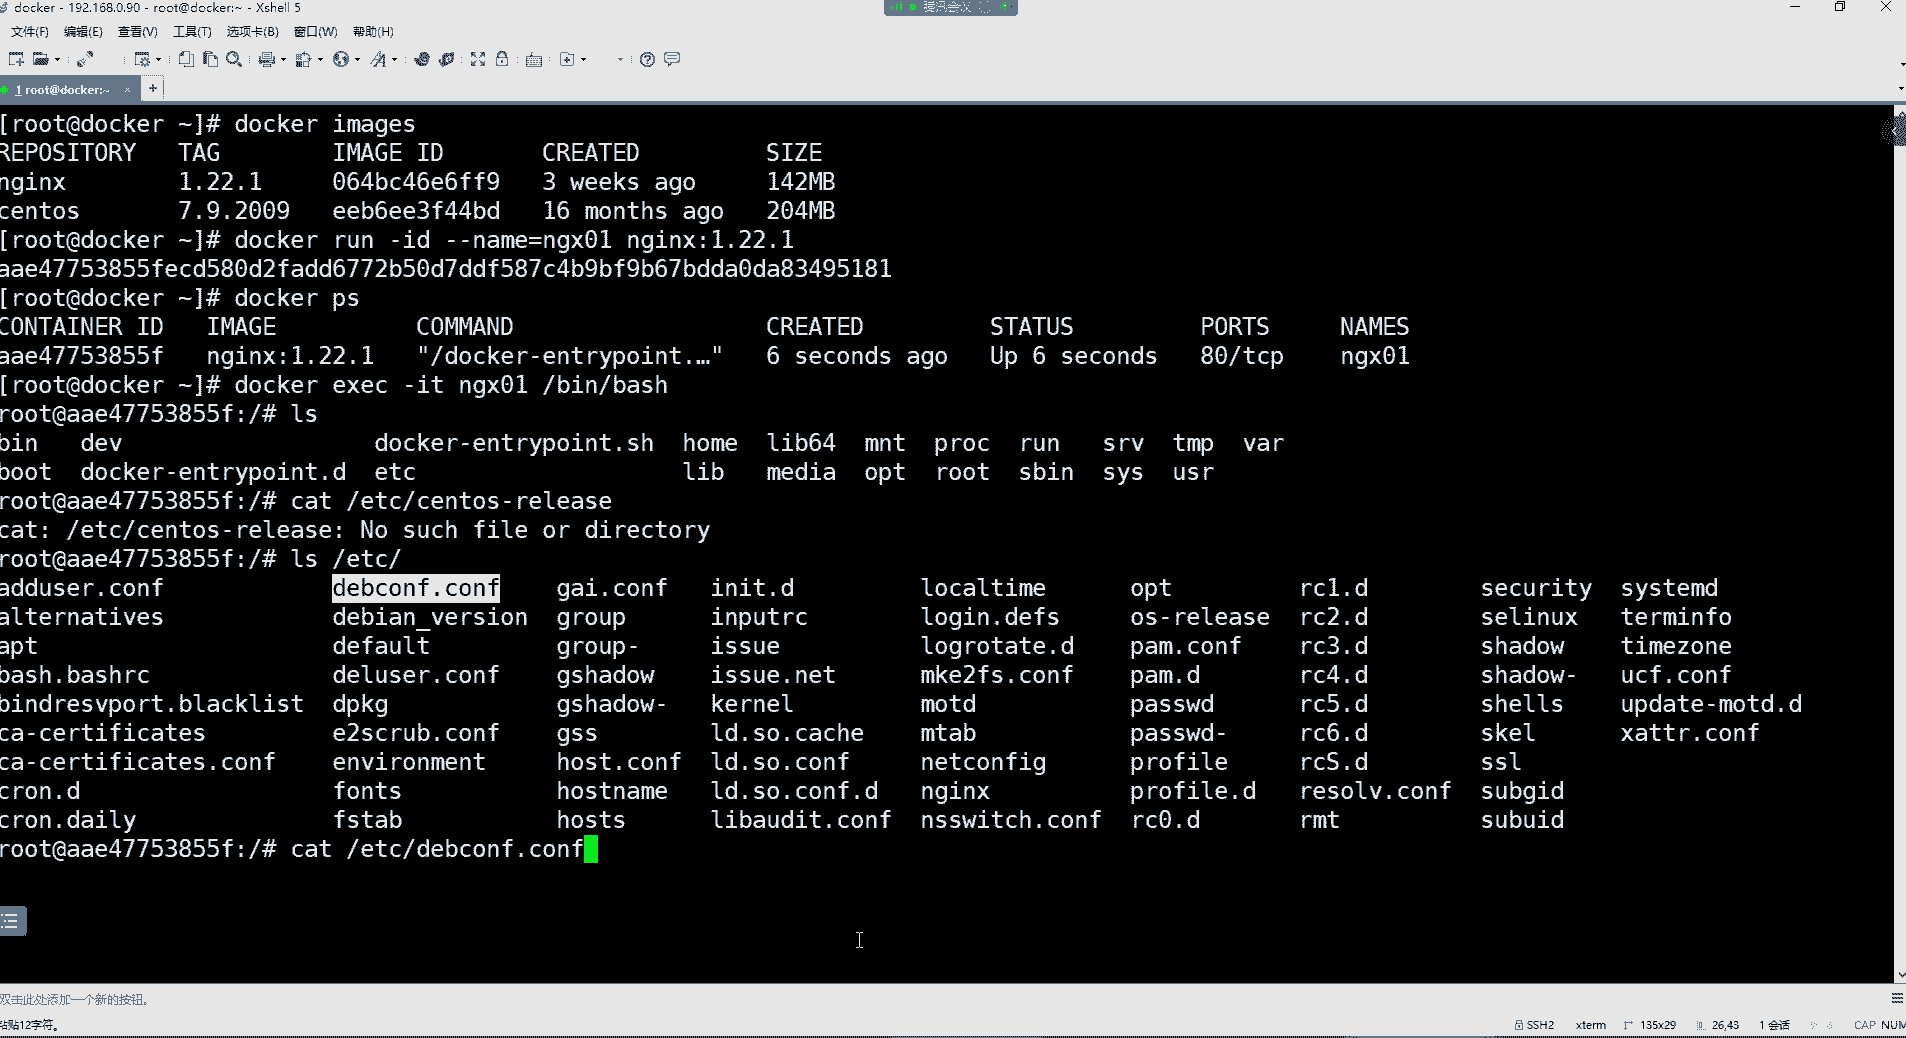 docker - 192.168.0.90 - root@docker:~ - Xshell 5
腾讯会议
文件(F) 编辑(E) 查看(V) 工具(T) 选项卡(B) 窗口(W) 帮助(H)
1 root@docker:~ × +
[root@docker ~]# docker images
REPOSITORY TAG IMAGE ID CREATED SIZE
nginx 1.22.1 064bc46e6ff9 3 weeks ago 142MB
centos 7.9.2009 eeb6ee3f44bd 16 months ago 204MB
[root@docker ~]# docker run -id --name=ngx01 nginx:1.22.1
aae47753855fecd580d2fadd6772b50d7ddf587c4b9bf9b67bdda0da83495181
[root@docker ~]# docker ps
CONTAINER ID IMAGE COMMAND CREATED STATUS PORTS NAMES
aae47753855f nginx:1.22.1 "/docker-entrypoint.…" 6 seconds ago Up 6 seconds 80/tcp ngx01
[root@docker ~]# docker exec -it ngx01 /bin/bash
root@aae47753855f:/# ls
bin dev docker-entrypoint.sh home lib64 mnt proc run srv tmp var
boot docker-entrypoint.d etc lib media opt root sbin sys usr
root@aae47753855f:/# cat /etc/centos-release
cat: /etc/centos-release: No such file or directory
root@aae47753855f:/# ls /etc/
adduser.conf debconf.conf gai.conf init.d localtime opt rc1.d security systemd
alternatives debian_version group inputrc login.defs os-release rc2.d selinux terminfo
apt default group- issue logrotate.d pam.conf rc3.d shadow timezone
bash.bashrc deluser.conf gshadow issue.net mke2fs.conf pam.d rc4.d shadow- ucf.conf
bindresvport.blacklist dpkg gshadow- kernel motd passwd rc5.d shells update-motd.d
ca-certificates e2scrub.conf gss ld.so.cache mtab passwd- rc6.d skel xattr.conf
ca-certificates.conf environment host.conf ld.so.conf netconfig profile rcS.d ssl
cron.d fonts hostname ld.so.conf.d nginx profile.d resolv.conf subgid
cron.daily fstab hosts libaudit.conf nsswitch.conf rc0.d rmt subuid
root@aae47753855f:/# cat /etc/debconf.conf
双击此处添加一个新的按钮。
粘贴12字符。 SSH2 xterm 135x29 26,43 1 会话 CAP NUM